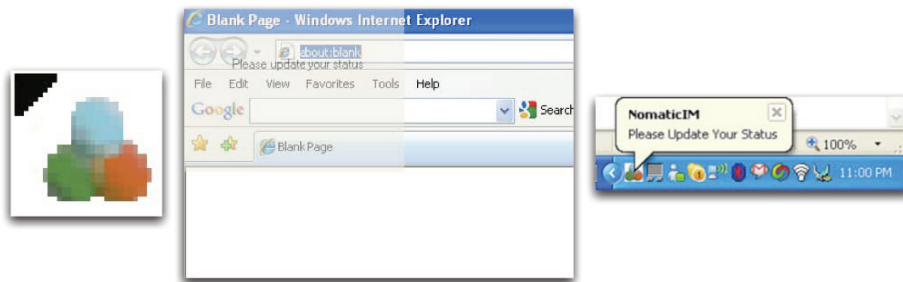 Blank Page - Windows Internet Explorer
about:blank
Please update your status
File Edit View Favorites Tools Help
Google Search
Blank Page
NomaticIM
Please Update Your Status
100%
11:00 PM